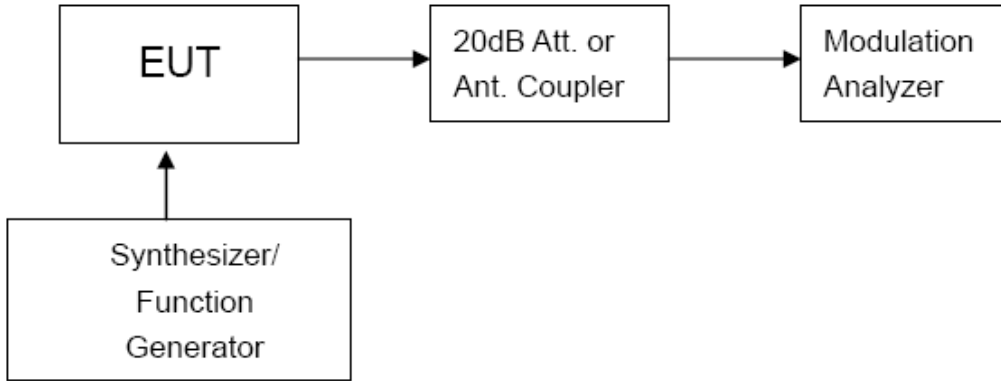 EUT
20dB Att. or
Ant. Coupler
Modulation
Analyzer
Synthesizer/
Function
Generator